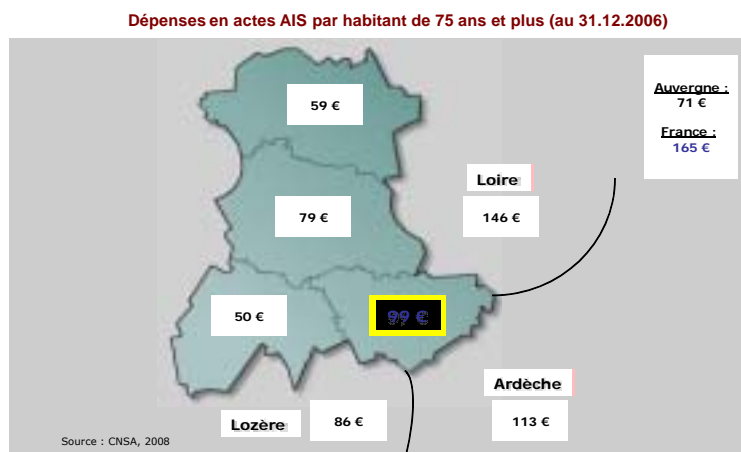 Dépenses en actes AIS par habitant de 75 ans et plus (au 31.12.2006)
Auvergne :
71 €
France :
165 €
59 €
Loire
146 €
79 €
50 €
99 €
Ardèche
113 €
Lozère
86 €
Source : CNSA, 2008